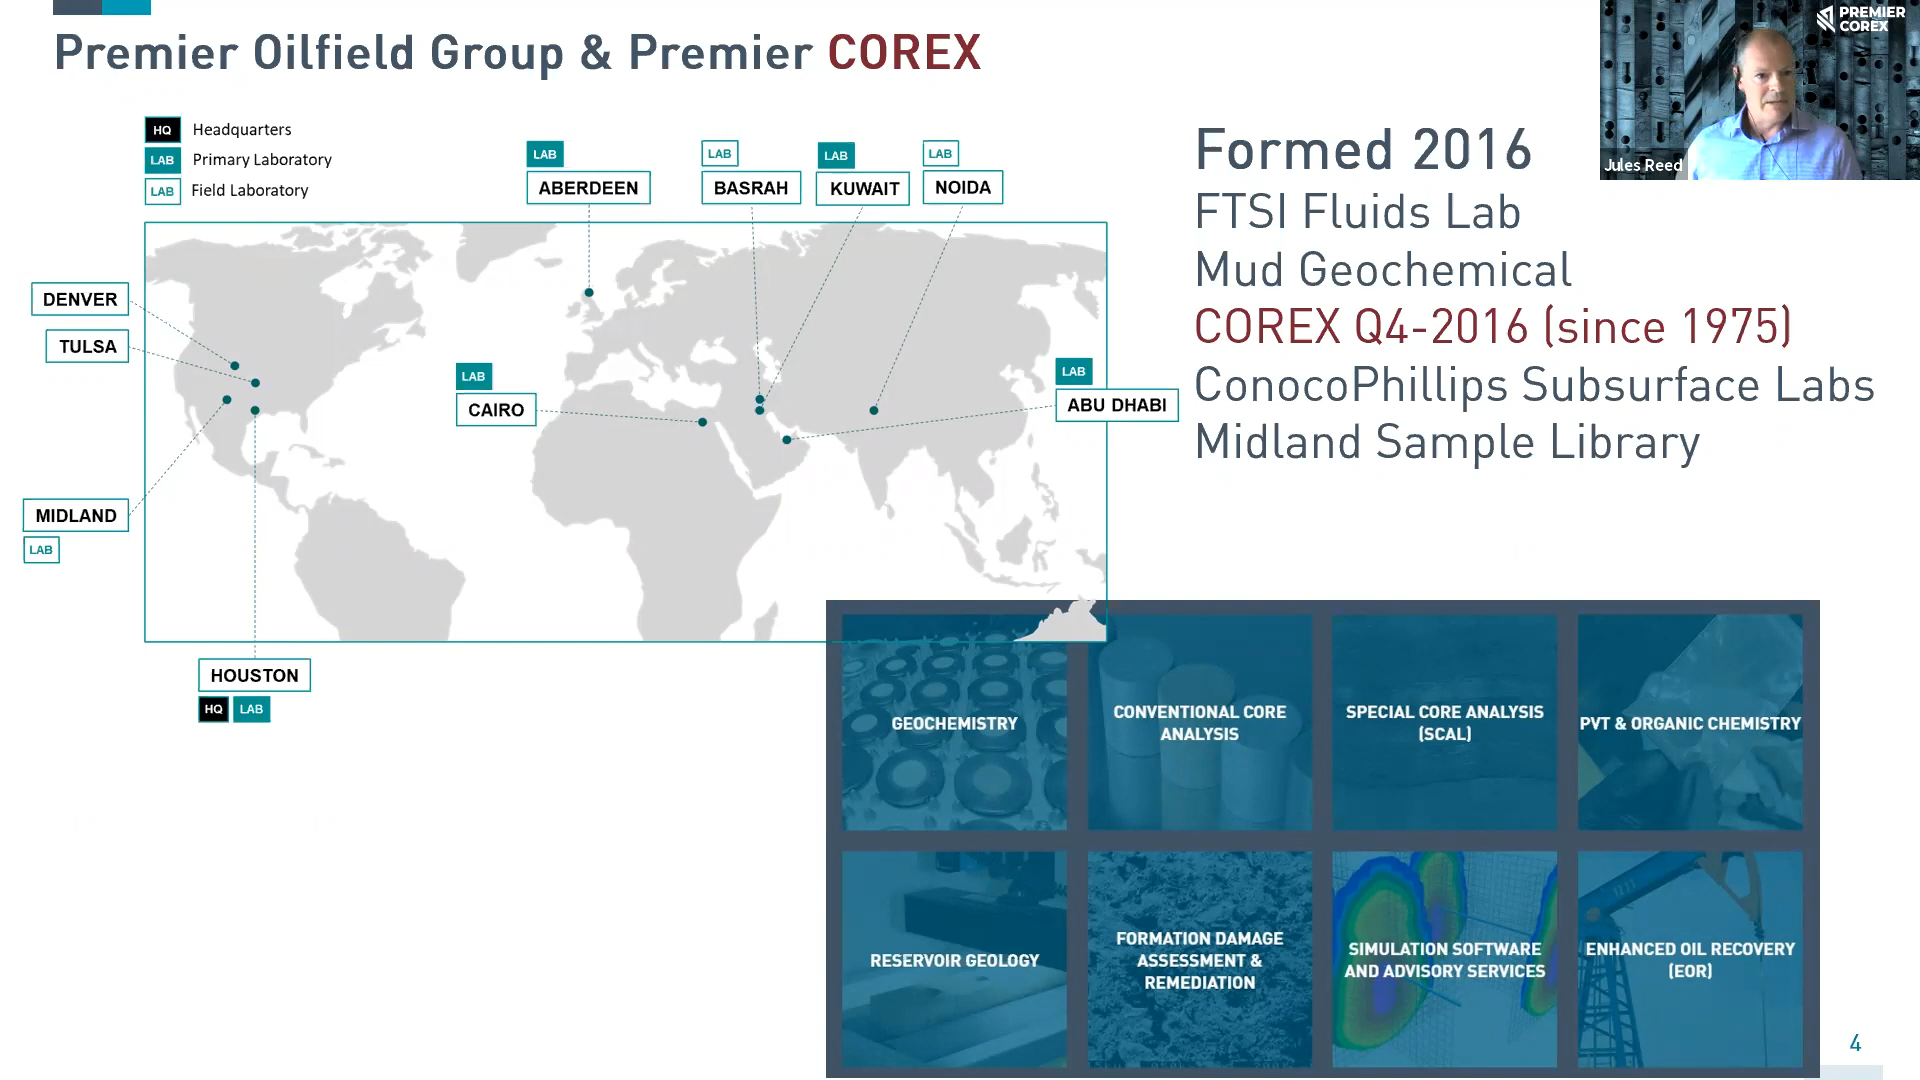 Premier Oilfield Group & Premier COREX
PREMIER
COREX
Jules Reed
HQ Headquarters
LAB Primary Laboratory
LAB Field Laboratory
LAB
ABERDEEN
LAB
BASRAH
LAB
KUWAIT
LAB
NOIDA
DENVER
TULSA
LAB
CAIRO
LAB
ABU DHABI
MIDLAND
LAB
HOUSTON
HQ LAB
Formed 2016
FTSI Fluids Lab
Mud Geochemical
COREX Q4-2016 (since 1975)
ConocoPhillips Subsurface Labs
Midland Sample Library
GEOCHEMISTRY
CONVENTIONAL CORE
ANALYSIS
SPECIAL CORE ANALYSIS
(SCAL)
PVT & ORGANIC CHEMISTRY
RESERVOIR GEOLOGY
FORMATION DAMAGE
ASSESSMENT &
REMEDIATION
SIMULATION SOFTWARE
AND ADVISORY SERVICES
ENHANCED OIL RECOVERY
(EOR)
4